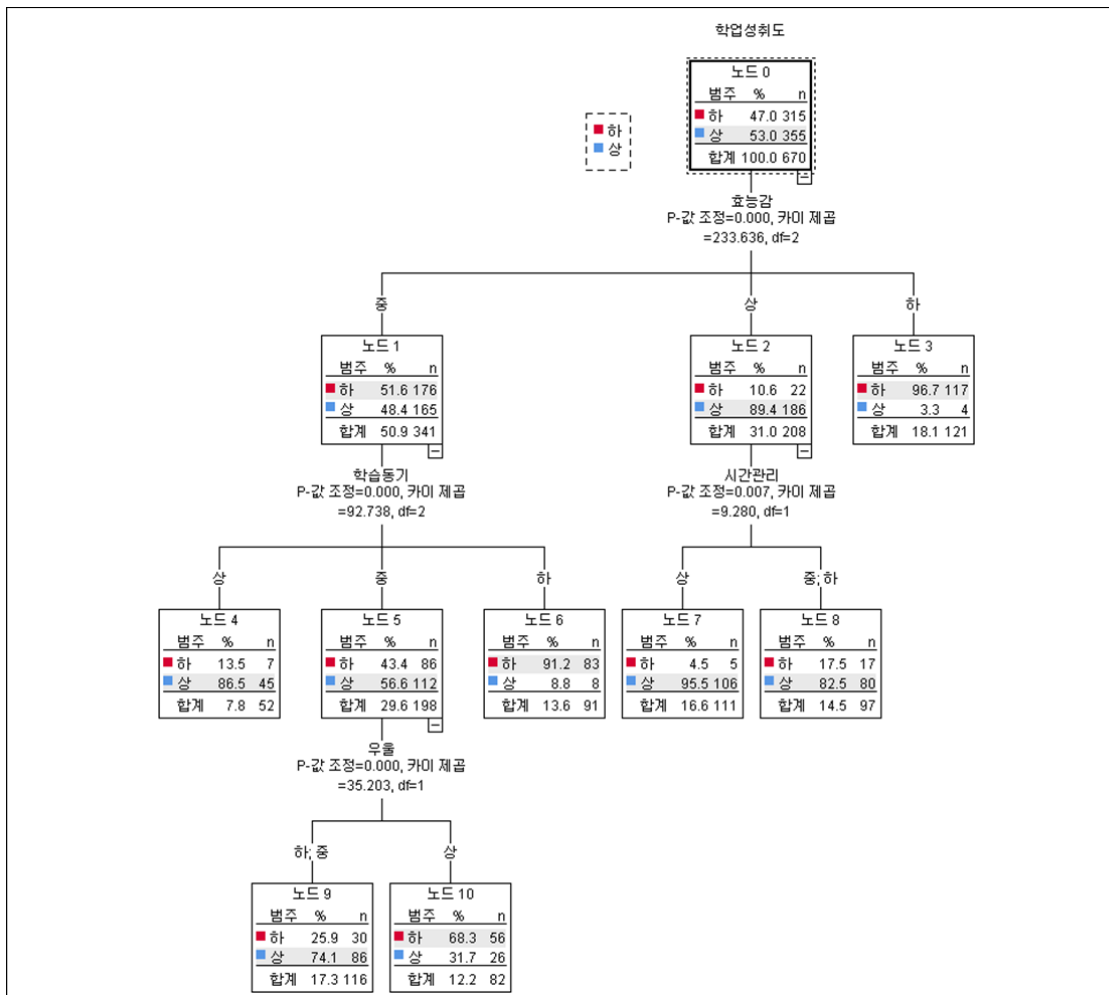 학업성취도
노드 0
범주 % n
하 47.0 315
상 53.0 355
합계 100.0 670
하
상
효능감
P-값 조정=0.000, 카이 제곱
=233.636, df=2
중
상
하
노드 1
범주 % n
하 51.6 176
상 48.4 165
합계 50.9 341
노드 2
범주 % n
하 10.6 22
상 89.4 186
합계 31.0 208
노드 3
범주 % n
하 96.7 117
상 3.3 4
합계 18.1 121
학습동기
P-값 조정=0.000, 카이 제곱
=92.738, df=2
시간관리
P-값 조정=0.007, 카이 제곱
=9.280, df=1
상
중
하
상
중; 하
노드 4
범주 % n
하 13.5 7
상 86.5 45
합계 7.8 52
노드 5
범주 % n
하 43.4 86
상 56.6 112
합계 29.6 198
노드 6
범주 % n
하 91.2 83
상 8.8 8
합계 13.6 91
노드 7
범주 % n
하 4.5 5
상 95.5 106
합계 16.6 111
노드 8
범주 % n
하 17.5 17
상 82.5 80
합계 14.5 97
우울
P-값 조정=0.000, 카이 제곱
=35.203, df=1
하; 중
상
노드 9
범주 % n
하 25.9 30
상 74.1 86
합계 17.3 116
노드 10
범주 % n
하 68.3 56
상 31.7 26
합계 12.2 82